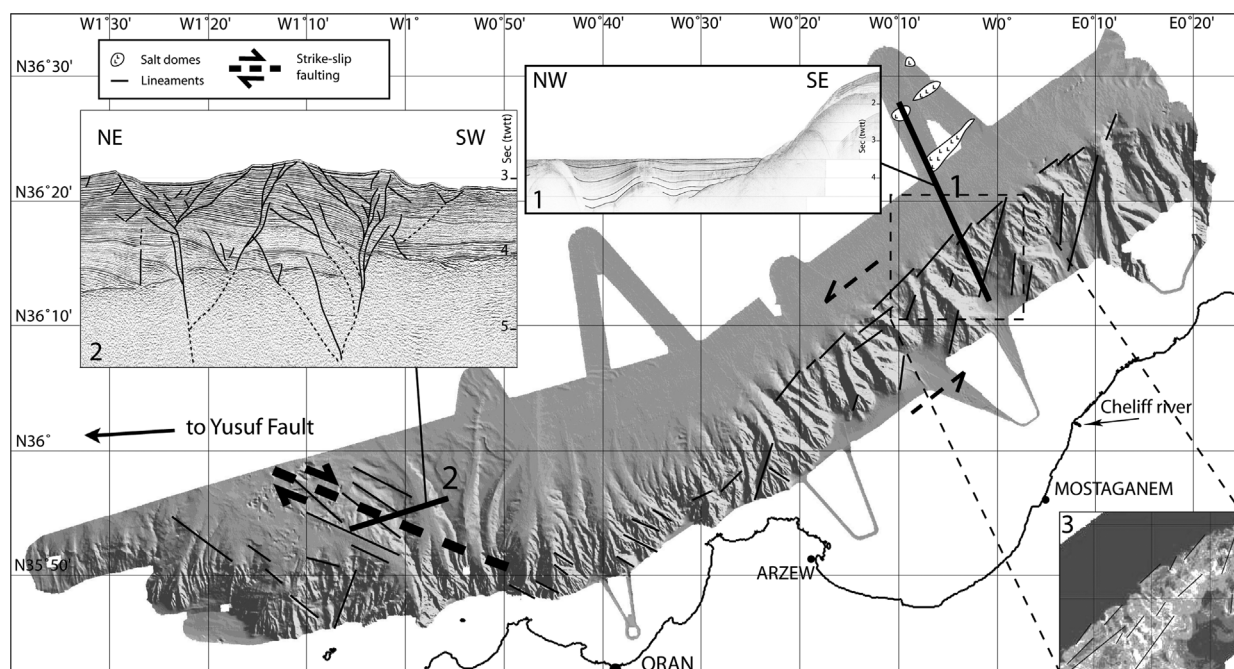 W1°30' W1°20' W1°10' W1° W0°50' W0°40' W0°30' W0°20' W0°10' W0° E0°10' E0°20'
N36°30'
N36°20'
N36°10'
N36°
N35°50'
Salt domes
Lineaments
Strike-slip
faulting
NE SW
Sec (twtt)
3
4
5
2
NW SE
2
3
4
Sec (twtt)
1
1
to Yusuf Fault
2
Cheliff river
MOSTAGANEM
ARZEW
ORAN
3